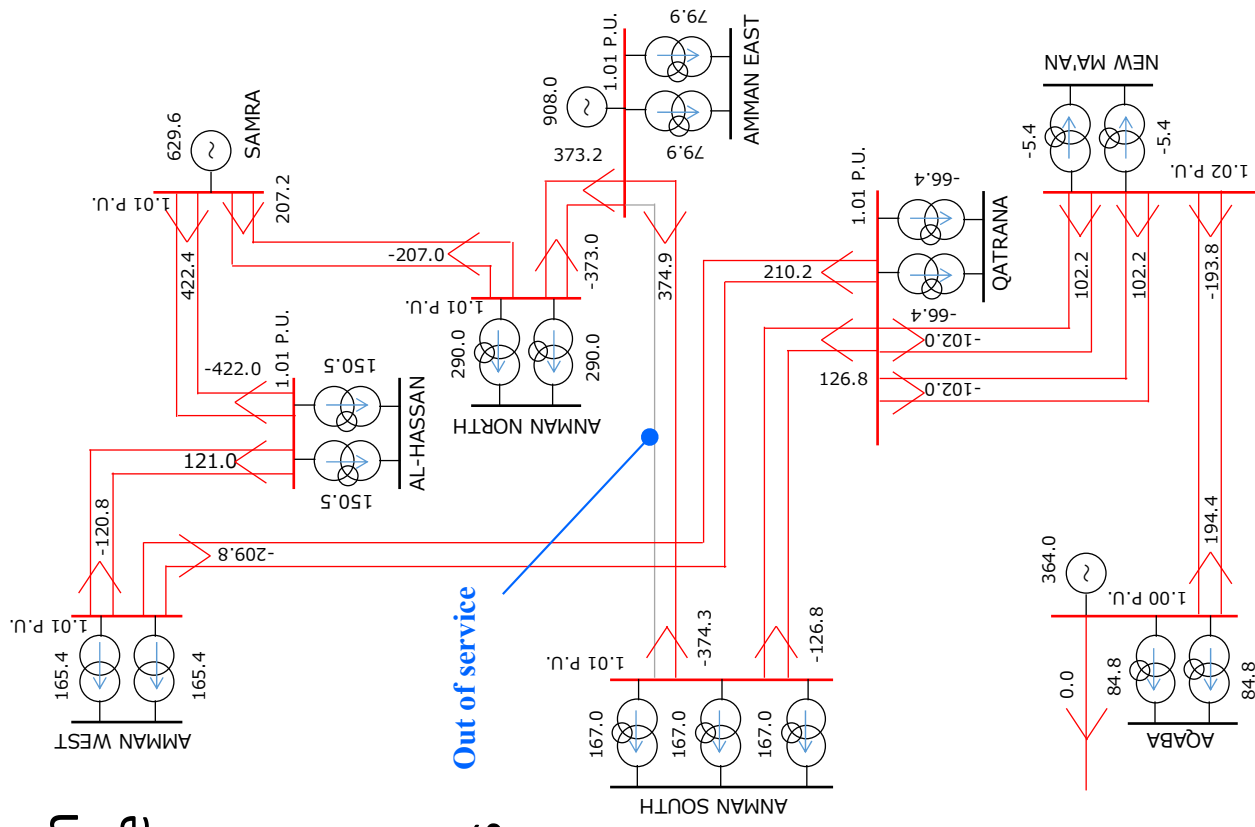 79.9
79.9
1.01 P.U.
AMMAN EAST
908.0
~
373.2
374.9
-373.0
629.6
~
SAMRA
1.01 P.U.
207.2
422.4
-207.0
-422.0
1.01 P.U.
150.5
150.5
AL-HASSAN
121.0
1.01 P.U.
290.0
290.0
ANMAN NORTH
-120.8
-209.8
1.01 P.U.
165.4
165.4
AMMAN WEST
Out of service
1.01 P.U.
-374.3
-126.8
167.0
167.0
167.0
ANMAN SOUTH
210.2
126.8
1.01 P.U.
-66.4
-66.4
QATRANA
-102.0
-102.0
NEW MA'AN
-5.4
-5.4
1.02 P.U.
102.2
102.2
-193.8
194.4
364.0
~
1.00 P.U.
0.0
84.8
84.8
AQABA